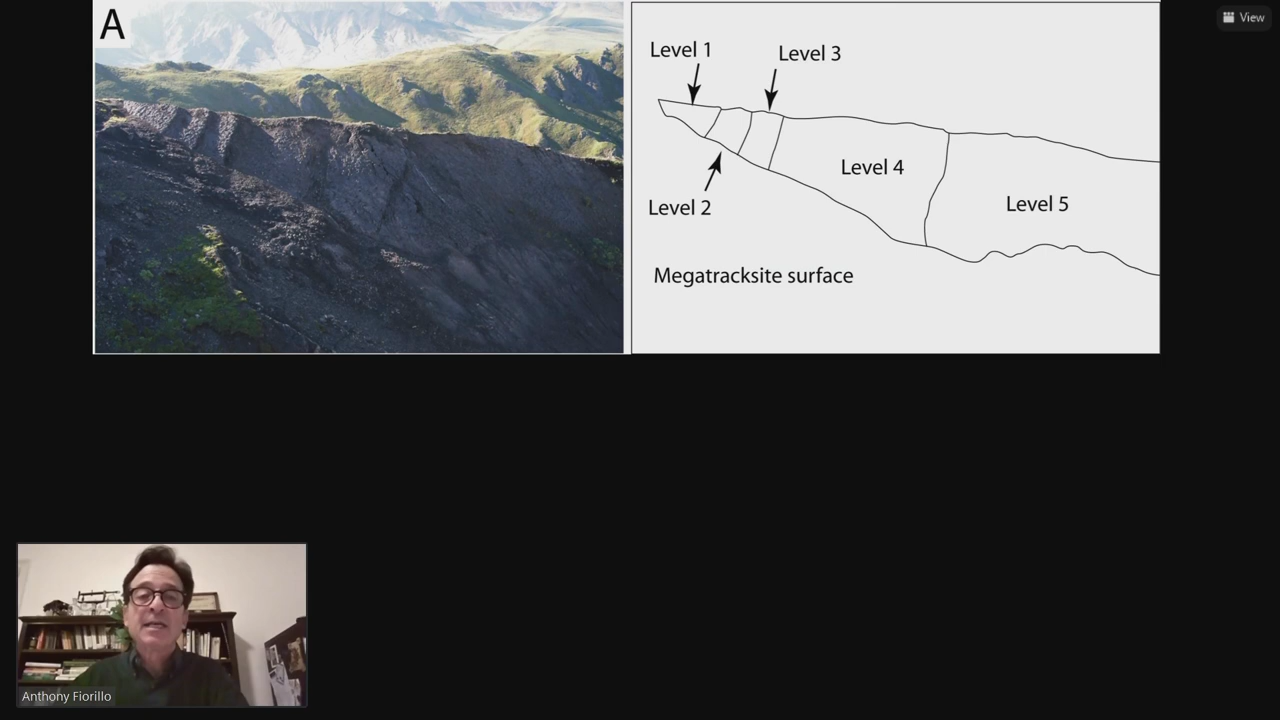 A
View
Level 1
Level 3
Level 4
Level 5
Level 2
Megatracksite surface
Anthony Fiorillo